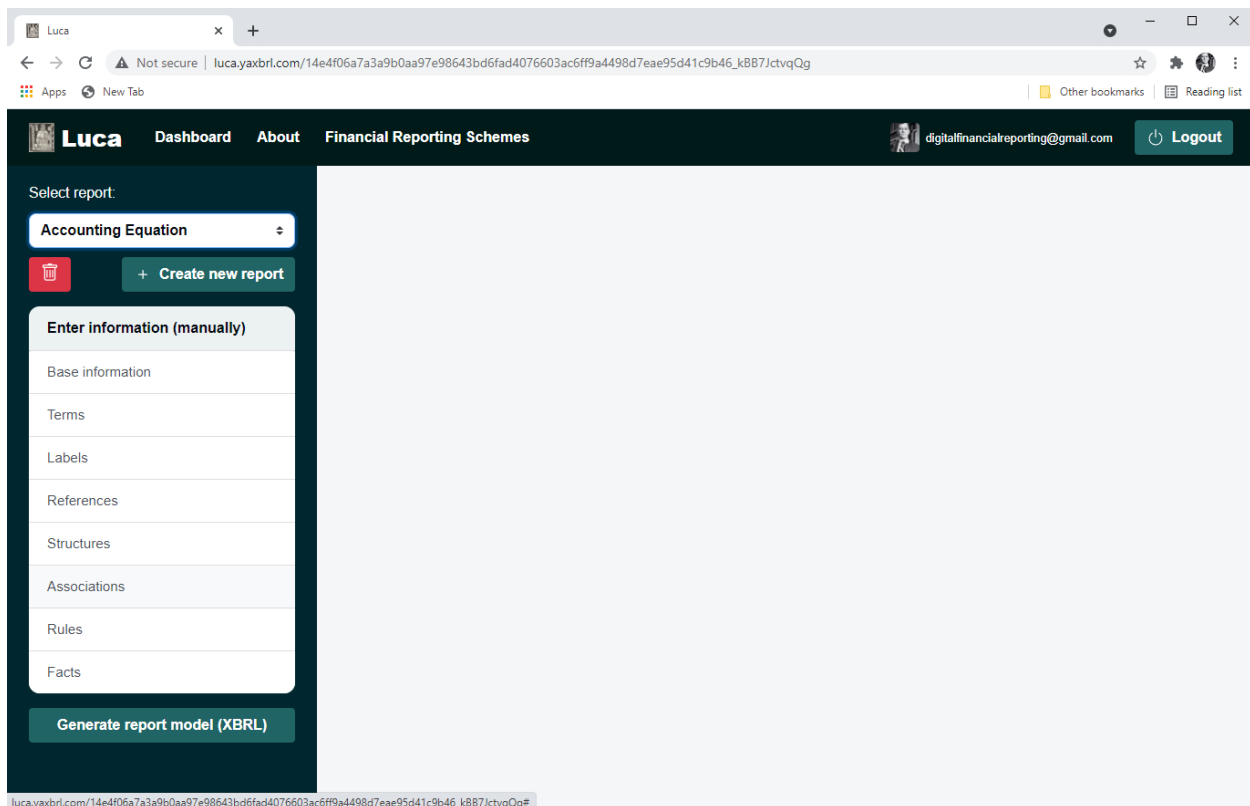 Luca
Not secure | luca.yaxbrl.com/14e4f06a7a3a9b0aa97e98643bd6fad4076603ac6ff9a4498d7eae95d41c9b46_kBB7JctvqQg
Apps New Tab Other bookmarks Reading list
Luca Dashboard About Financial Reporting Schemes digitalfinancialreporting@gmail.com Logout
Select report:
Accounting Equation
+ Create new report
Enter information (manually)
Base information
Terms
Labels
References
Structures
Associations
Rules
Facts
Generate report model (XBRL)
luca.yaxbrl.com/14e4f06a7a3a9b0aa97e98643bd6fad4076603ac6ff9a4498d7eae95d41c9b46_kBB7JctvqQg#